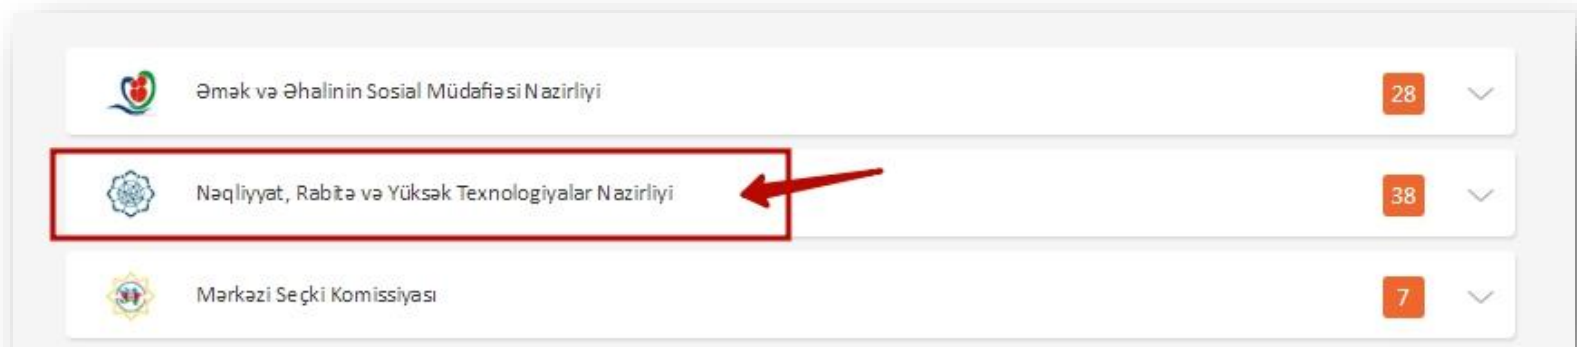 Əmək və Əhalinin Sosial Müdafiəsi Nazirliyi 28
Nəqliyyat, Rabitə və Yüksək Texnologiyalar Nazirliyi 38
Mərkəzi Seçki Komissiyası 7